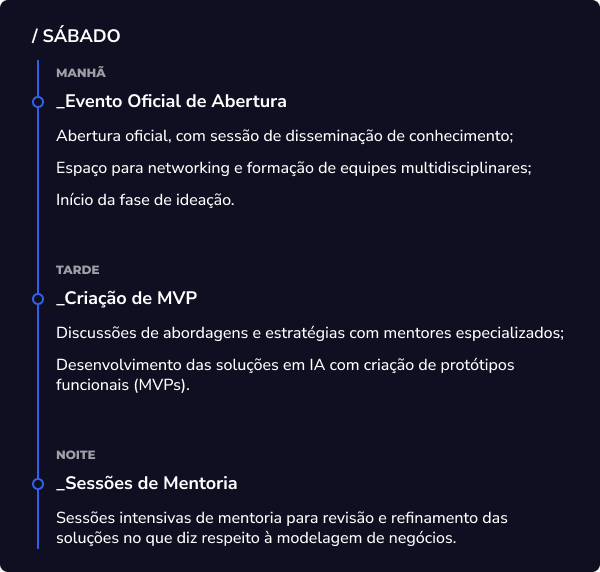 / SÁBADO
MANHÃ
_Evento Oficial de Abertura
Abertura oficial, com sessão de disseminação de conhecimento;
Espaço para networking e formação de equipes multidisciplinares;
Início da fase de ideação.
TARDE
_Criação de MVP
Discussões de abordagens e estratégias com mentores especializados;
Desenvolvimento das soluções em IA com criação de protótipos
funcionais (MVPs).
NOITE
_Sessões de Mentoria
Sessões intensivas de mentoria para revisão e refinamento das
soluções no que diz respeito à modelagem de negócios.